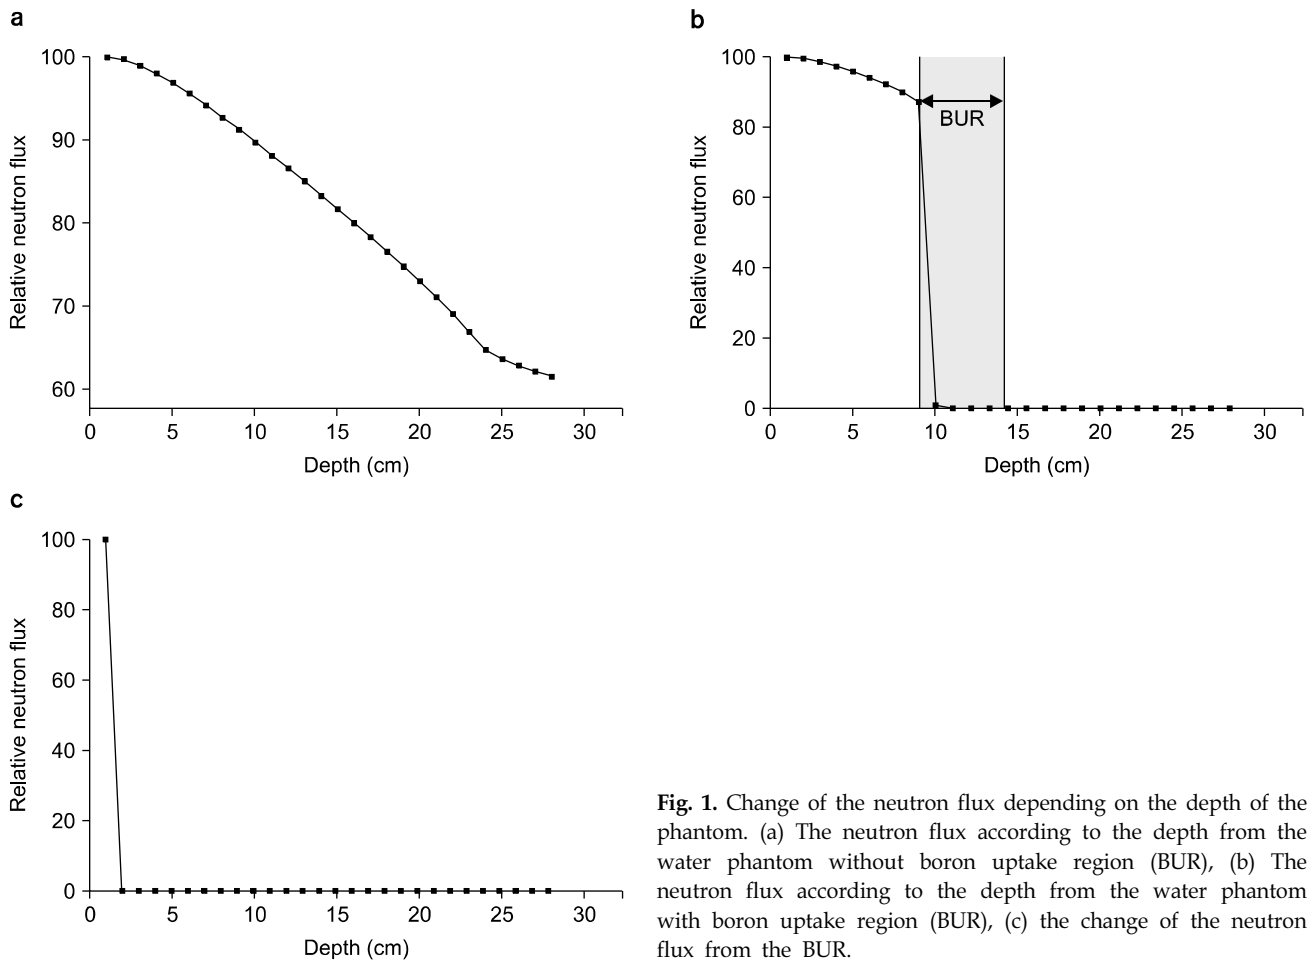 a
100
90
80
70
60
0
5
10
15
20
25
30
Relative neutron flux
Depth (cm)
b
100
80
60
40
20
0
0
5
10
15
20
25
30
BUR
Relative neutron flux
Depth (cm)
c
100
80
60
40
20
0
0
5
10
15
20
25
30
Relative neutron flux
Depth (cm)
Fig. 1. Change of the neutron flux depending on the depth of the
phantom. (a) The neutron flux according to the depth from the
water phantom without boron uptake region (BUR), (b) The
neutron flux according to the depth from the water phantom
with boron uptake region (BUR), (c) the change of the neutron
flux from the BUR.